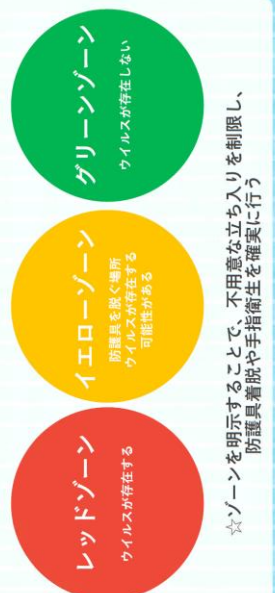 レッドゾーン
ウイルスが存在する
イエローゾーン
防護具を脱ぐ場所
ウイルスが存在する
可能性がある
グリーンゾーン
ウイルスが存在しない
☆ゾーンを明示することで、不用意な立ち入りを制限し、
防護具着脱や手指衛生を確実に行う